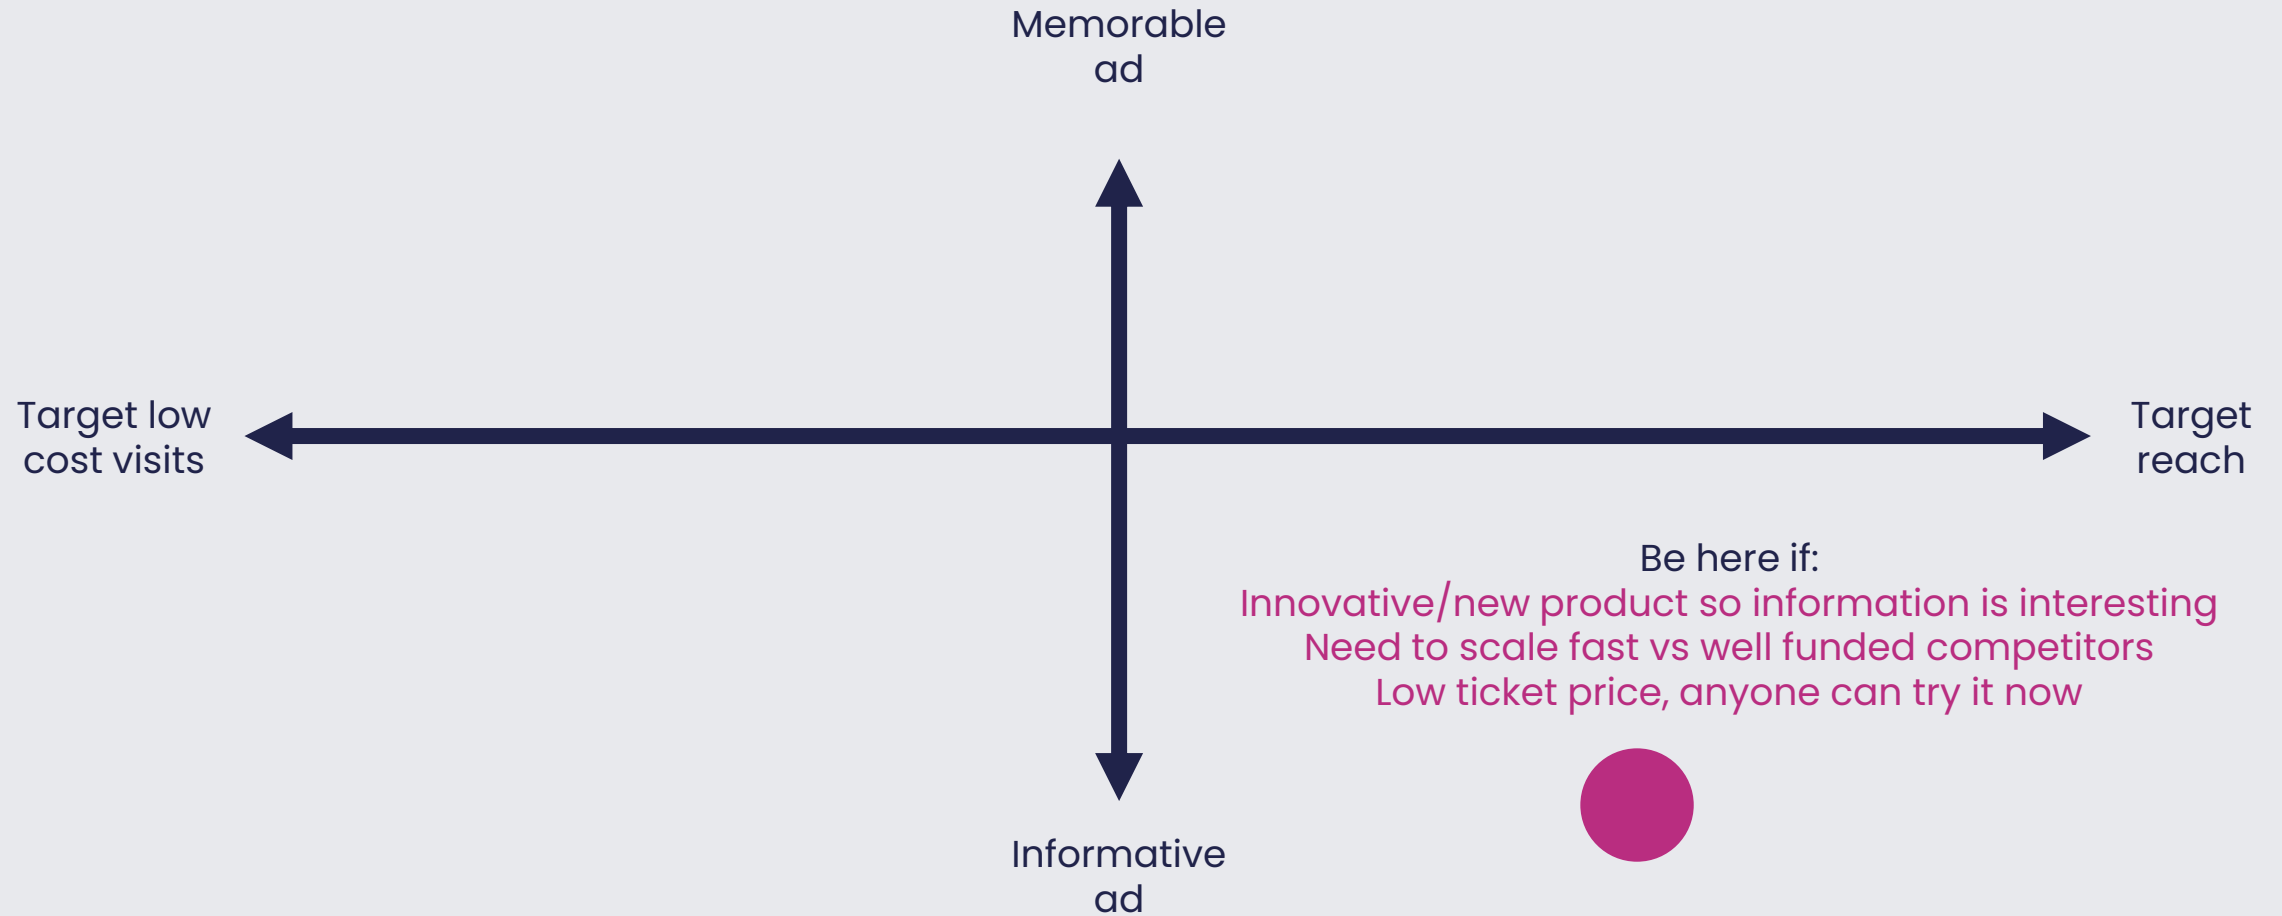 Memorable
ad
Target low
cost visits
Target
reach
Be here if:
Innovative/new product so information is interesting
Need to scale fast vs well funded competitors
Low ticket price, anyone can try it now
Informative
ad